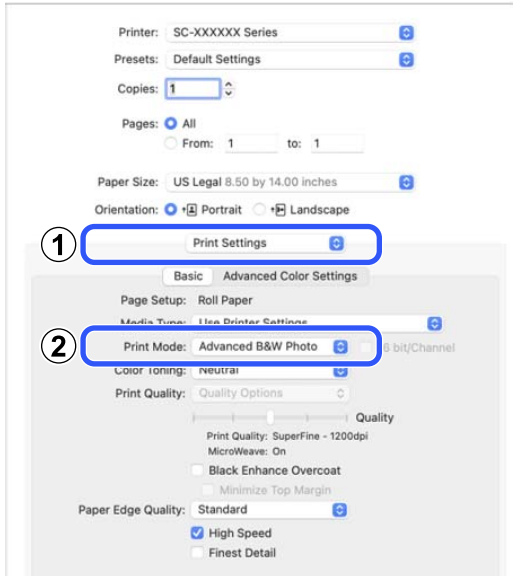 Printer: SC-XXXXXX Series
Presets: Default Settings
Copies: 1
Pages: All
From: 1 to: 1
Paper Size: US Legal 8.50 by 14.00 inches
Orientation: Portrait Landscape
1 Print Settings
Basic Advanced Color Settings
Page Setup: Roll Paper
Media Type: Use Printer Settings
2 Print Mode: Advanced B&W Photo 6 bit/Channel
Color Toning: Neutral
Print Quality: Quality Options
Quality
Print Quality: SuperFine - 1200dpi
MicroWeave: On
Black Enhance Overcoat
Minimize Top Margin
Paper Edge Quality: Standard
High Speed
Finest Detail